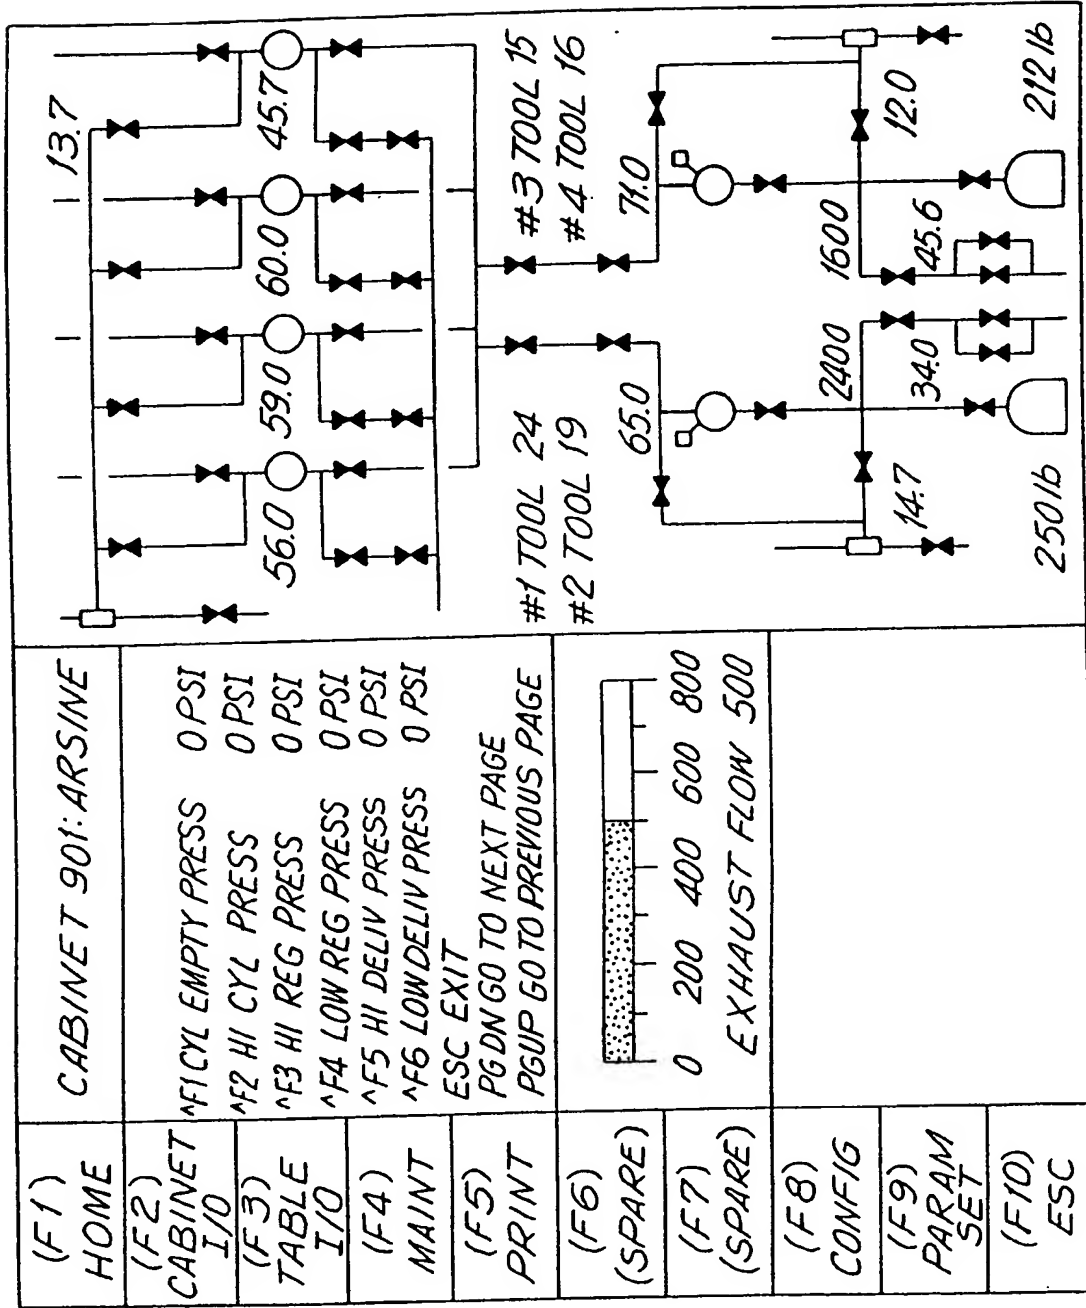 (F1)
HOME
(F2)
CABINET
I/O
(F3)
TABLE
I/O
(F4)
MAINT
(F5)
PRINT
(F6)
(SPARE)
(F7)
(SPARE)
(F8)
CONFIG
(F9)
PARAM
SET
(F10)
ESC
CABINET 901: ARSINE
^F1 CYL EMPTY PRESS 0 PSI
^F2 HI CYL PRESS 0 PSI
^F3 HI REG PRESS 0 PSI
^F4 LOW REG PRESS 0 PSI
^F5 HI DELIV PRESS 0 PSI
^F6 LOW DELIV PRESS 0 PSI
ESC EXIT
PG DN GO TO NEXT PAGE
PGUP GO TO PREVIOUS PAGE
0 200 400 600 800
EXHAUST FLOW 500
13.7
56.0 59.0 60.0 45.7
#1 TOOL 24
#2 TOOL 19
#3 TOOL 15
#4 TOOL 16
65.0 71.0
2400 1600
14.7 34.0 45.6 12.0
250 lb 212 lb